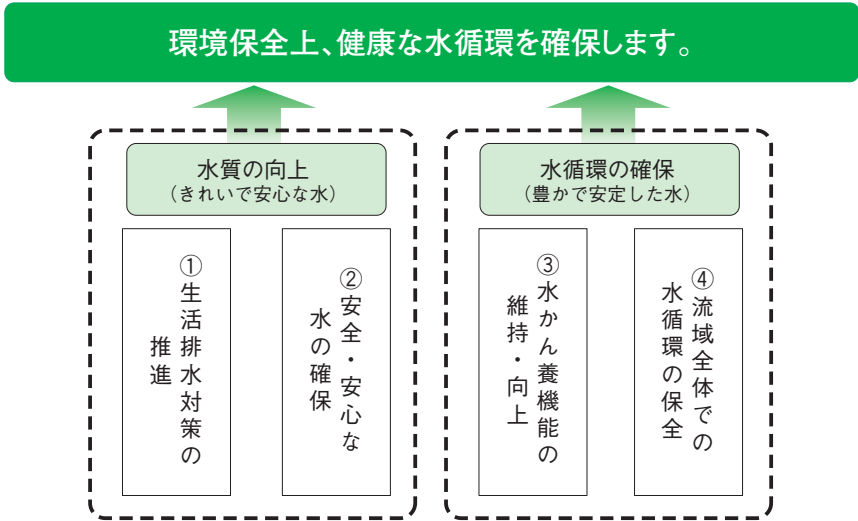 環境保全上、健康な水循環を確保します。
水質の向上
（きれいで安心な水）
①生活排水対策の
推進
②安全・安心な
水の確保
水循環の確保
（豊かで安定した水）
③水かん養機能の
維持・向上
④流域全体での
水循環の保全